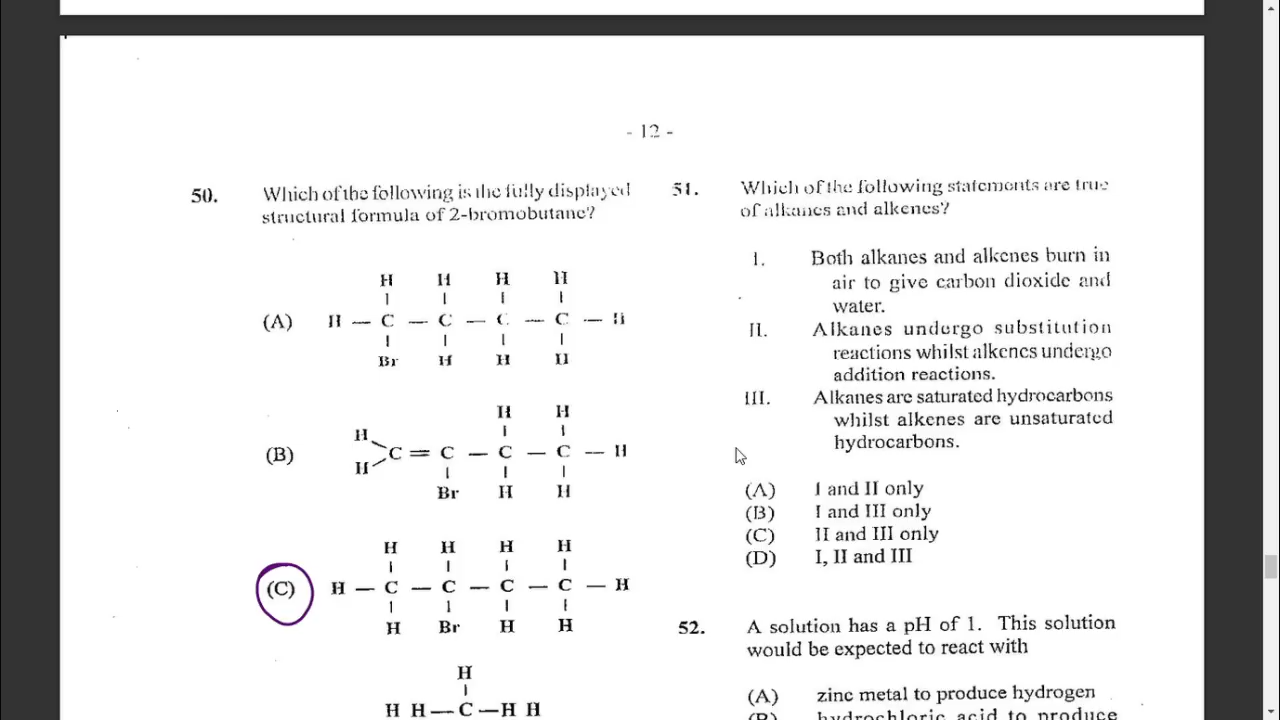 - 12 -
50. Which of the following is the fully displayed
structural formula of 2-bromobutane?
H H H H
(A) H — C — C — C — C — H
Br H H H
H H
H
(B) C = C — C — C — H
H
Br H H
H H H H
(C) H — C — C — C — C — H
H Br H H
H
H H — C — H H
51. Which of the following statements are true
of alkanes and alkenes?
I. Both alkanes and alkenes burn in
air to give carbon dioxide and
water.
II. Alkanes undergo substitution
reactions whilst alkenes undergo
addition reactions.
III. Alkanes are saturated hydrocarbons
whilst alkenes are unsaturated
hydrocarbons.
(A) I and II only
(B) I and III only
(C) II and III only
(D) I, II and III
52. A solution has a pH of 1. This solution
would be expected to react with
(A) zinc metal to produce hydrogen
(B) hydrochloric acid to produce